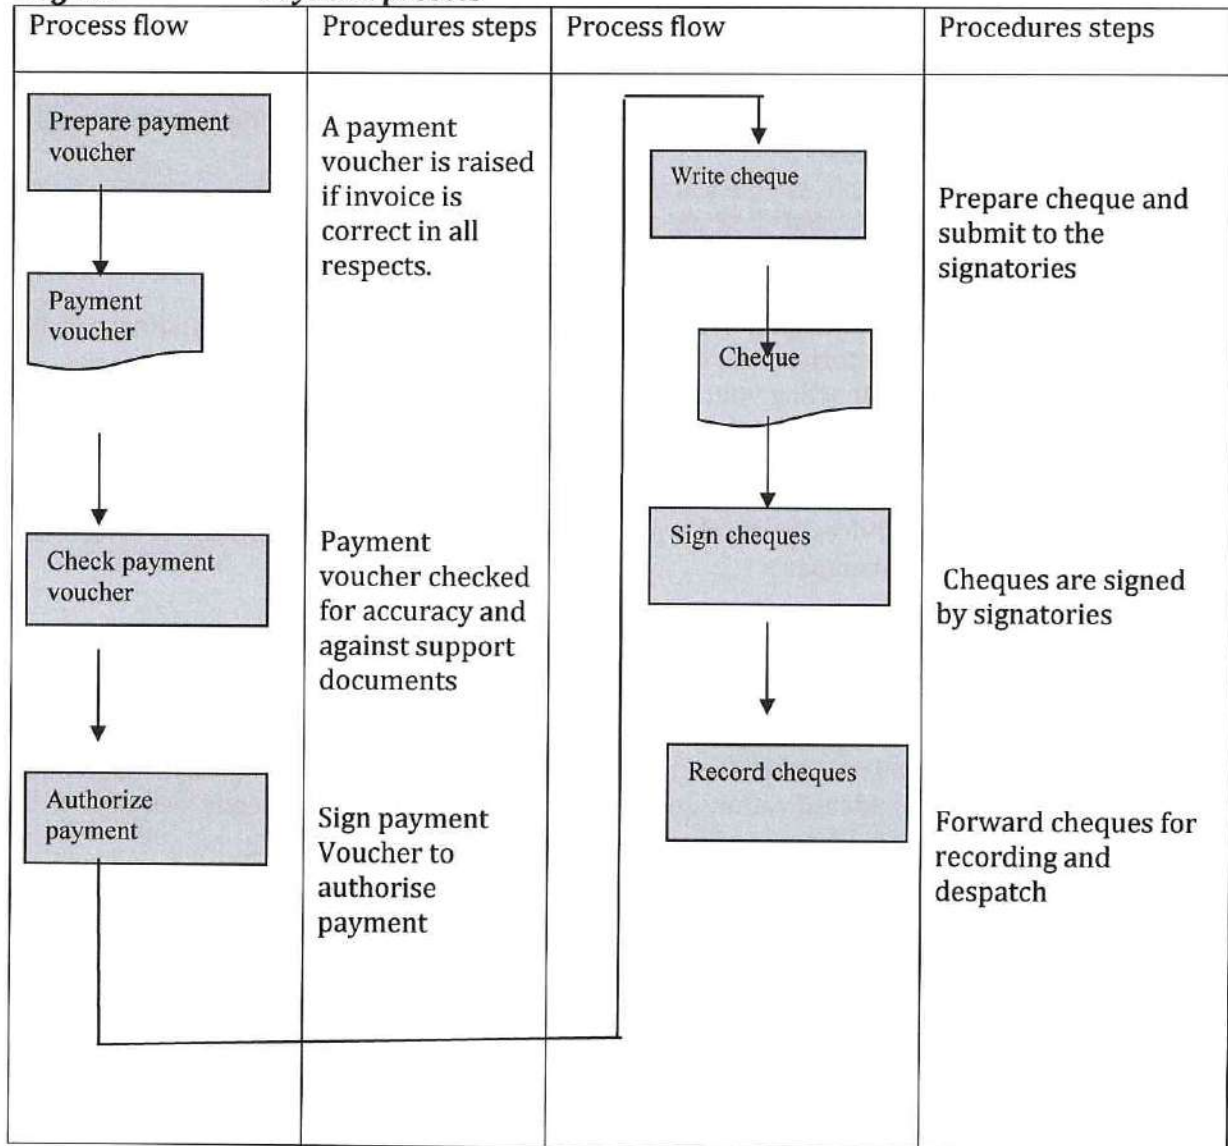 Process flow
Procedures steps
Process flow
Procedures steps
Prepare payment
voucher
A payment
voucher is raised
if invoice is
correct in all
respects.
Payment
voucher
Check payment
voucher
Payment
voucher checked
for accuracy and
against support
documents
Authorize
payment
Sign payment
Voucher to
authorise
payment
Write cheque
Prepare cheque and
submit to the
signatories
Cheque
Sign cheques
Cheques are signed
by signatories
Record cheques
Forward cheques for
recording and
despatch